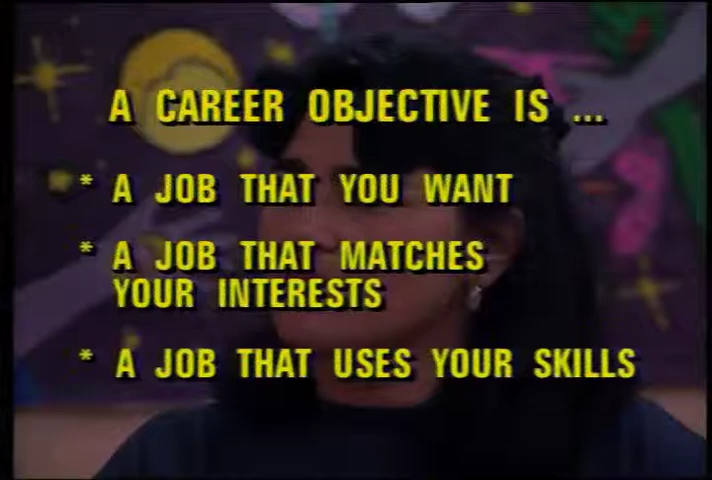 A CAREER OBJECTIVE IS ...
* A JOB THAT YOU WANT
* A JOB THAT MATCHES
YOUR INTERESTS
* A JOB THAT USES YOUR SKILLS